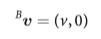 ᴮ𝒗 = (ν, 0)